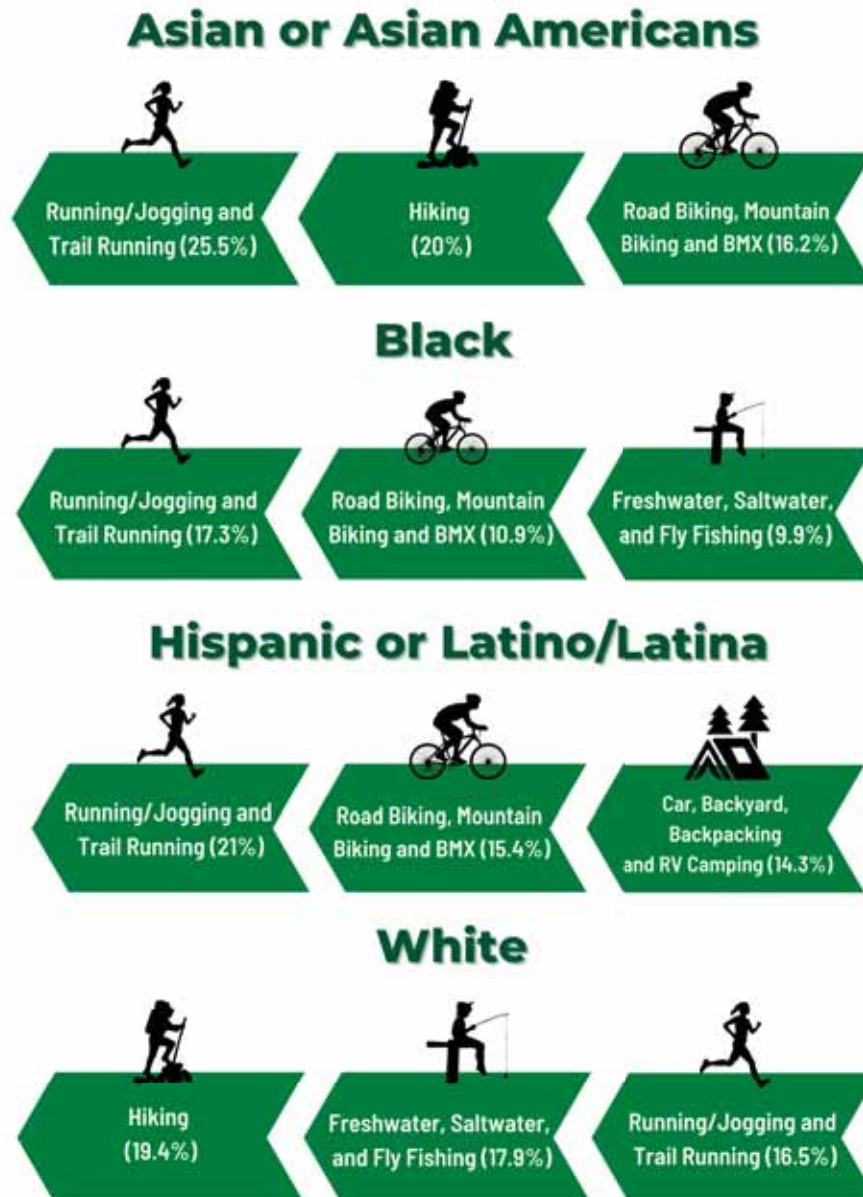 Asian or Asian Americans
Running/Jogging and
Trail Running (25.5%)
Hiking
(20%)
Road Biking, Mountain
Biking and BMX (16.2%)
Black
Running/Jogging and
Trail Running (17.3%)
Road Biking, Mountain
Biking and BMX (10.9%)
Freshwater, Saltwater,
and Fly Fishing (9.9%)
Hispanic or Latino/Latina
Running/Jogging and
Trail Running (21%)
Road Biking, Mountain
Biking and BMX (15.4%)
Car, Backyard,
Backpacking
and RV Camping (14.3%)
White
Hiking
(19.4%)
Freshwater, Saltwater,
and Fly Fishing (17.9%)
Running/Jogging and
Trail Running (16.5%)